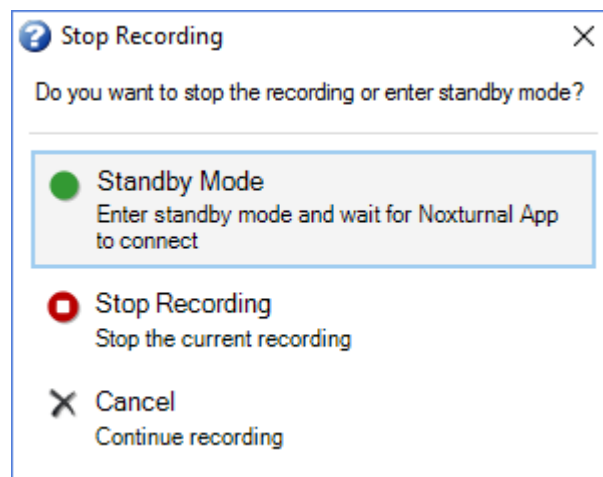 Stop Recording
Do you want to stop the recording or enter standby mode?
Standby Mode
Enter standby mode and wait for Noxturnal App
to connect
Stop Recording
Stop the current recording
Cancel
Continue recording